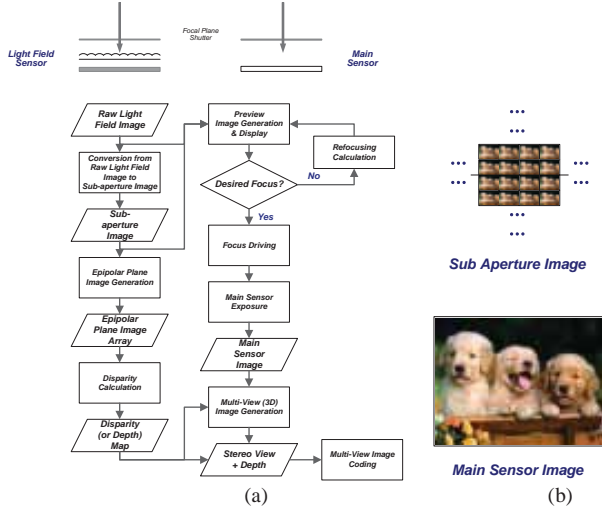 Light Field
Sensor
Focal Plane
Shutter
Main
Sensor
Raw Light
Field Image
Conversion from
Raw Light Field
Image to
Sub-aperture Image
Sub-
aperture
Image
Epipolar Plane
Image Generation
Epipolar
Plane Image
Array
Disparity
Calculation
Disparity
(or Depth)
Map
Preview
Image Generation
& Display
Refocusing
Calculation
Desired Focus?
No
Yes
Focus Driving
Main Sensor
Exposure
Main
Sensor
Image
Multi-View (3D)
Image Generation
Stereo View
+ Depth
Multi-View Image
Coding
(a)
Sub Aperture Image
Main Sensor Image
(b)